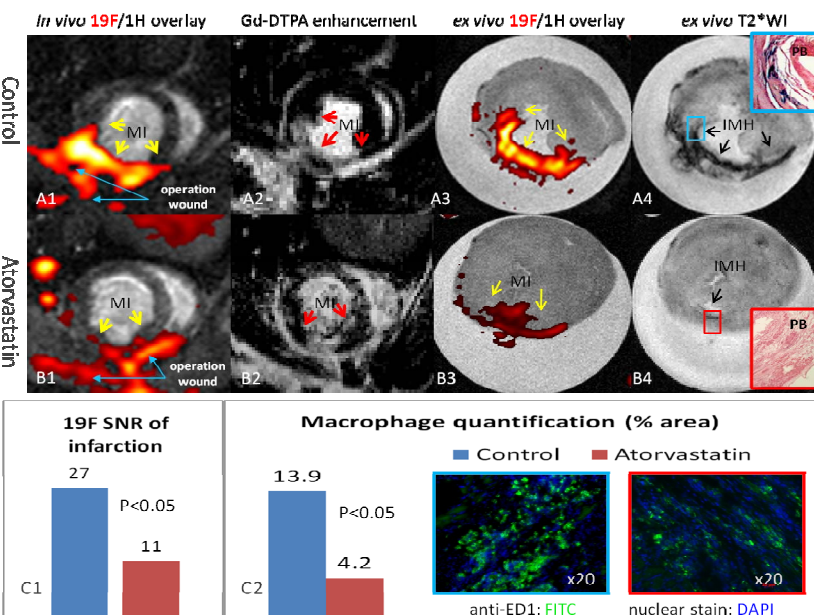 In vivo 19F/1H overlay
Gd-DTPA enhancement
ex vivo 19F/1H overlay
ex vivo T2*WI
Control
MI
operation
wound
A1
MI
A2
MI
A3
PB
IMH
A4
Atorvastatin
MI
operation
wound
B1
MI
B2
MI
B3
IMH
PB
B4
19F SNR of
infarction
27
P<0.05
11
C1
Macrophage quantification (% area)
Control
Atorvastatin
13.9
P<0.05
4.2
C2
x20
x20
anti-ED1: FITC
nuclear stain: DAPI